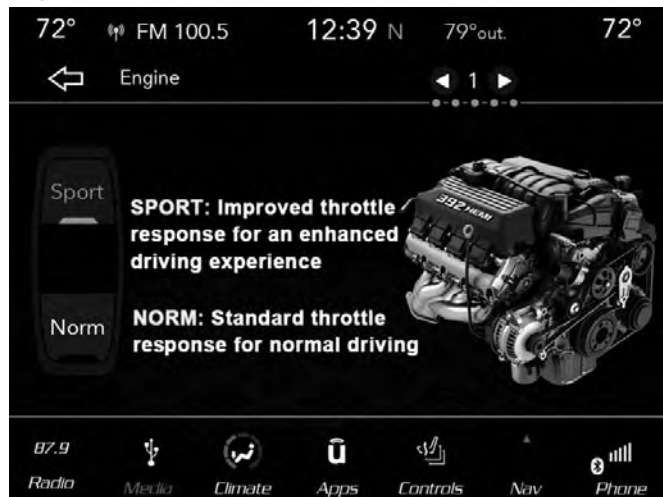 72° FM 100.5 12:39 N 79°out. 72°
Engine 1
Sport
SPORT: Improved throttle
response for an enhanced
driving experience
392 HEMI
Norm
NORM: Standard throttle
response for normal driving
87.9
Radio Media Climate Apps Controls Nav Phone